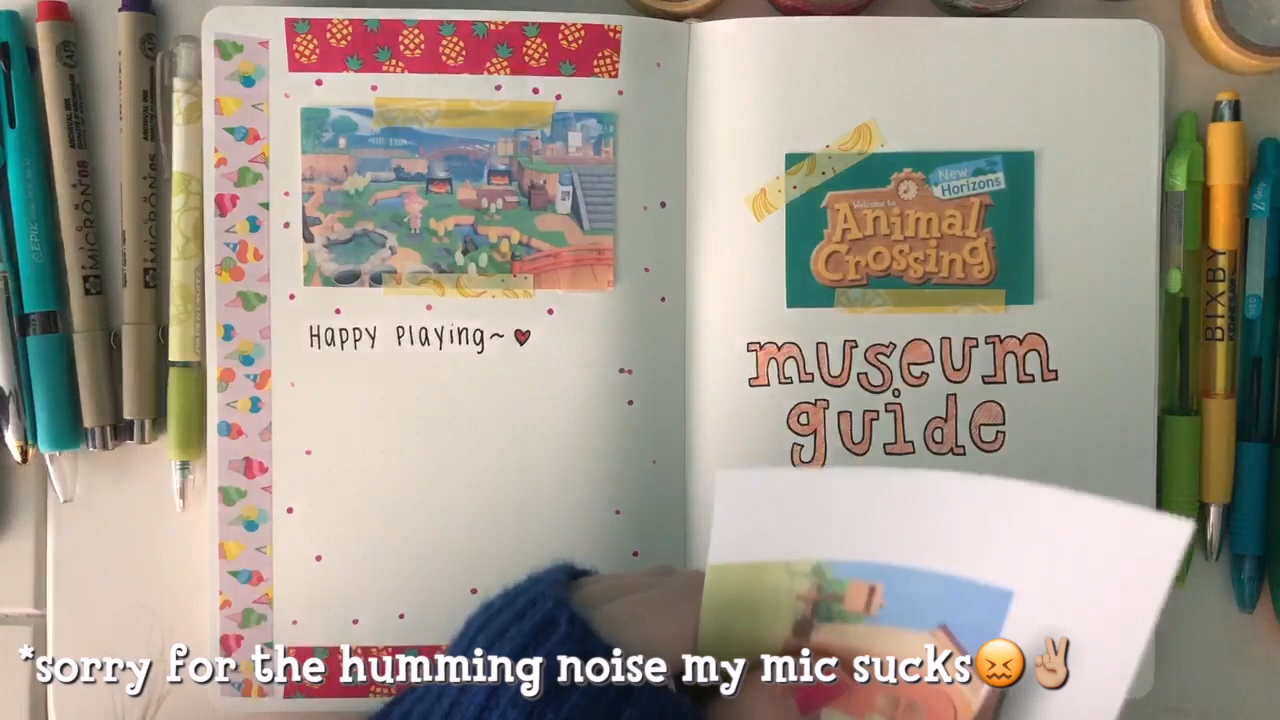 Happy Playing~
New
Horizons
Welcome to
Animal
Crossing
museum
guide
MICRON 08
MICRON 05
BIXBY
*sorry for the humming noise my mic sucks😖✌🏼